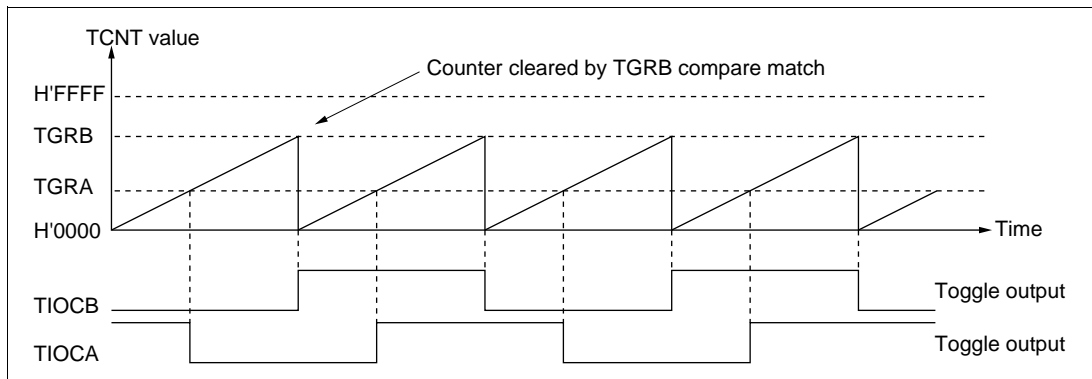 TCNT value
Counter cleared by TGRB compare match
H'FFFF
TGRB
TGRA
H'0000
Time
TIOCB
Toggle output
TIOCA
Toggle output